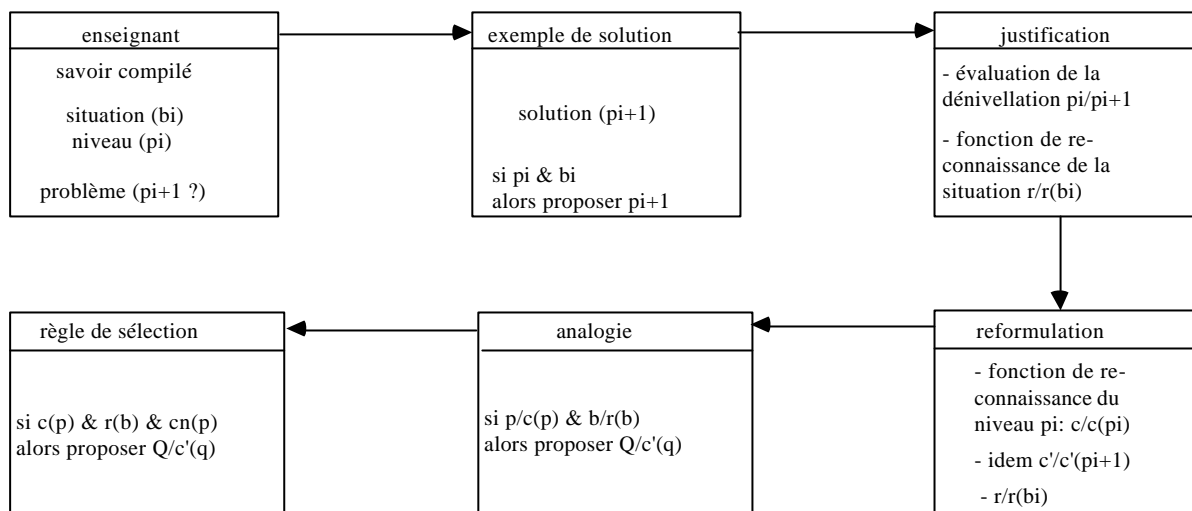 enseignant
savoir compilé
situation (bi)
niveau (pi)
problème (pi+1 ?)
exemple de solution
solution (pi+1)
si pi & bi
alors proposer pi+1
justification
- évaluation de la
dénivellation pi/pi+1
- fonction de re-
connaissance de la
situation r/r(bi)
reformulation
- fonction de re-
connaissance du
niveau pi: c/c(pi)
- idem c'/c'(pi+1)
- r/r(bi)
analogie
si p/c(p) & b/r(b)
alors proposer Q/c'(q)
règle de sélection
si c(p) & r(b) & cn(p)
alors proposer Q/c'(q)